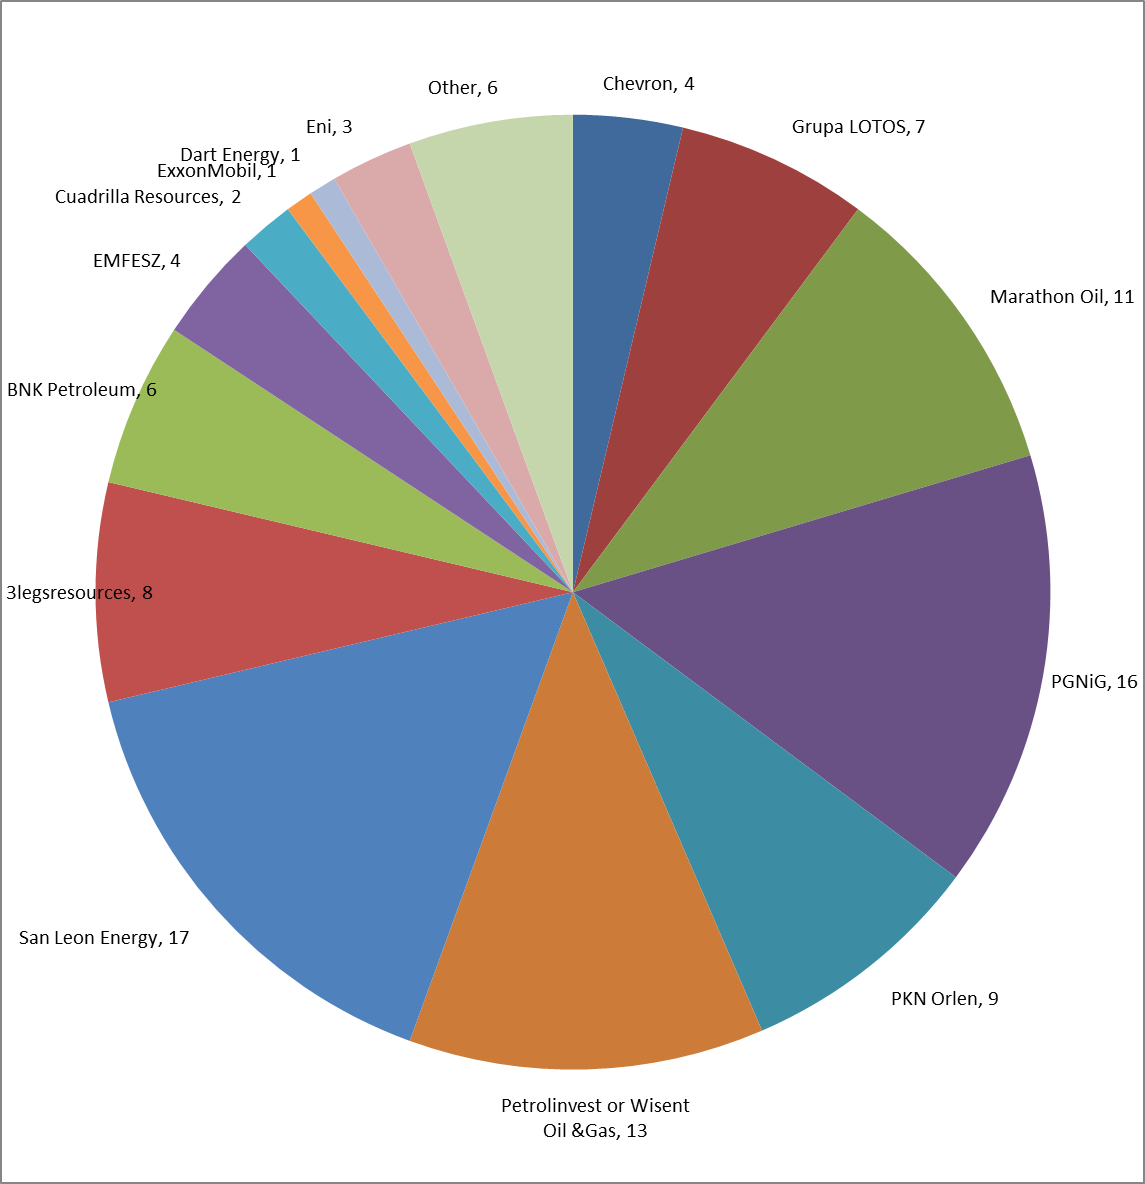 Other, 6
Chevron, 4
Eni, 3
Grupa LOTOS, 7
Dart Energy, 1
ExxonMobil, 1
Cuadrilla Resources, 2
EMFESZ, 4
Marathon Oil, 11
BNK Petroleum, 6
3legsresources, 8
PGNiG, 16
San Leon Energy, 17
PKN Orlen, 9
Petrolinvest or Wisent
Oil &Gas, 13